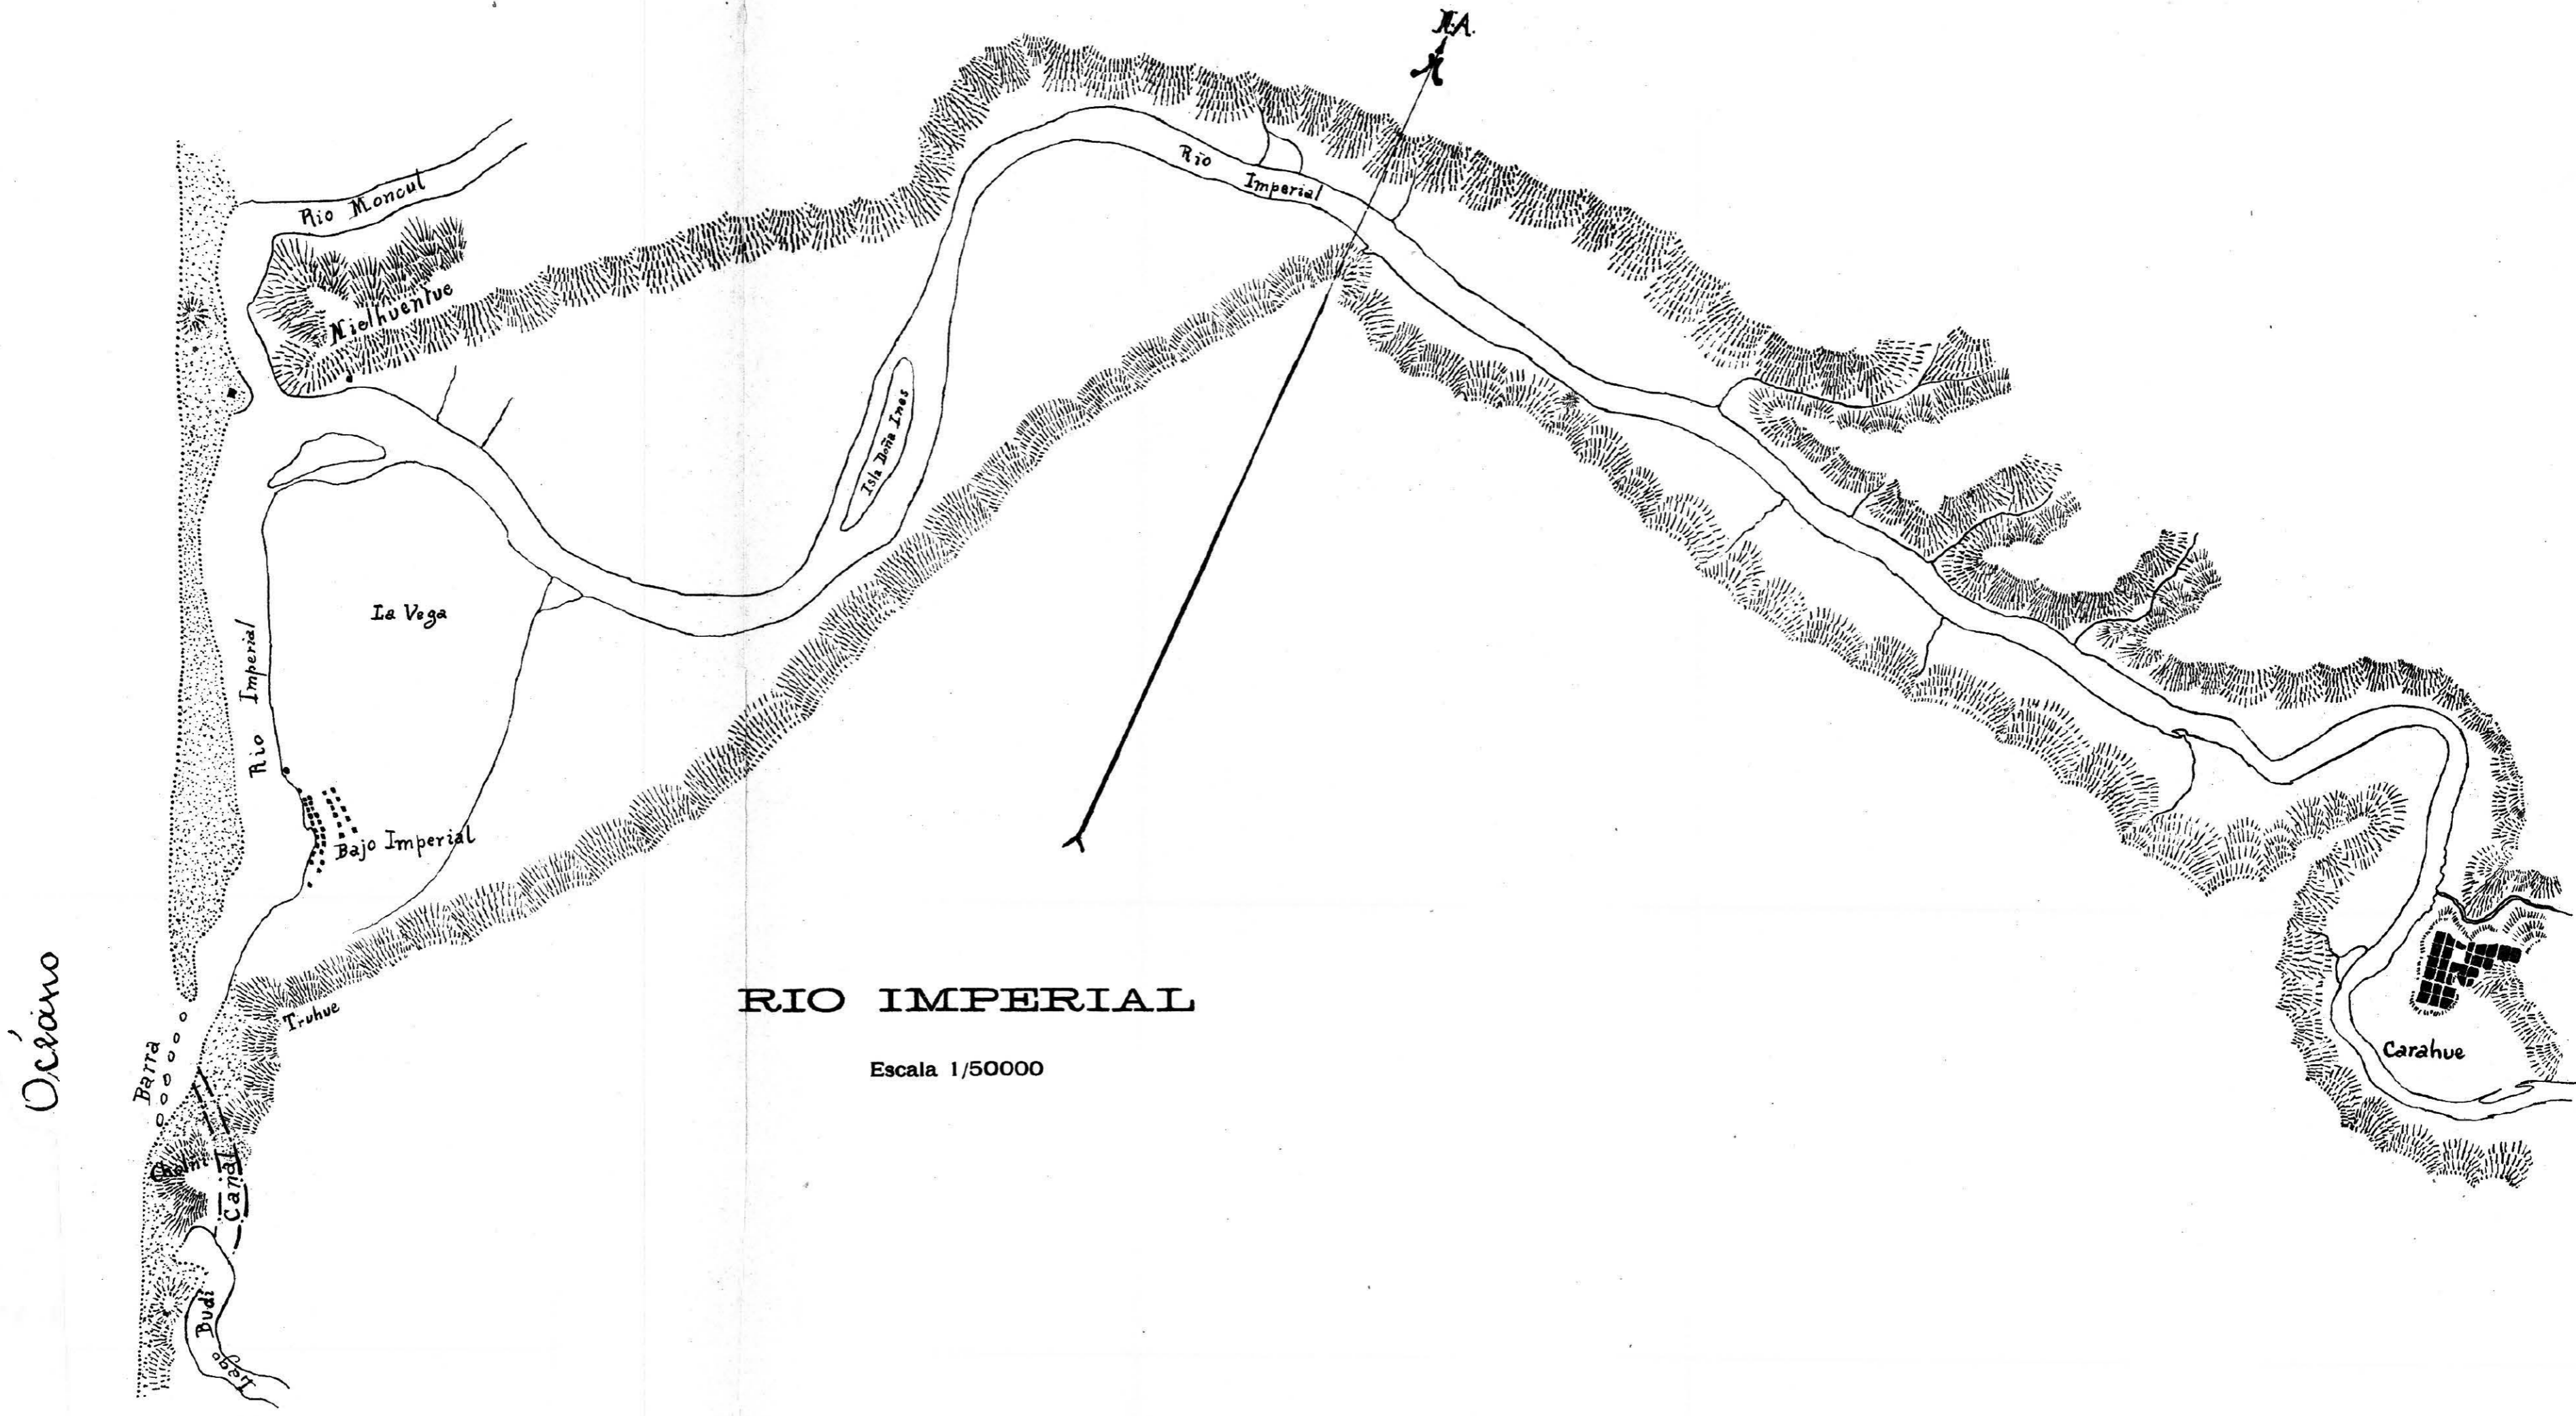 N.A.
Rio Moncul
Rio
Imperial
Nielhuentue
Isla Doña Ines
La Vega
Rio Imperial
Bajo Imperial
Océano
RIO IMPERIAL
Truhue
Escala 1/50000
Barra
Carahue
Canal
Budi
Lago